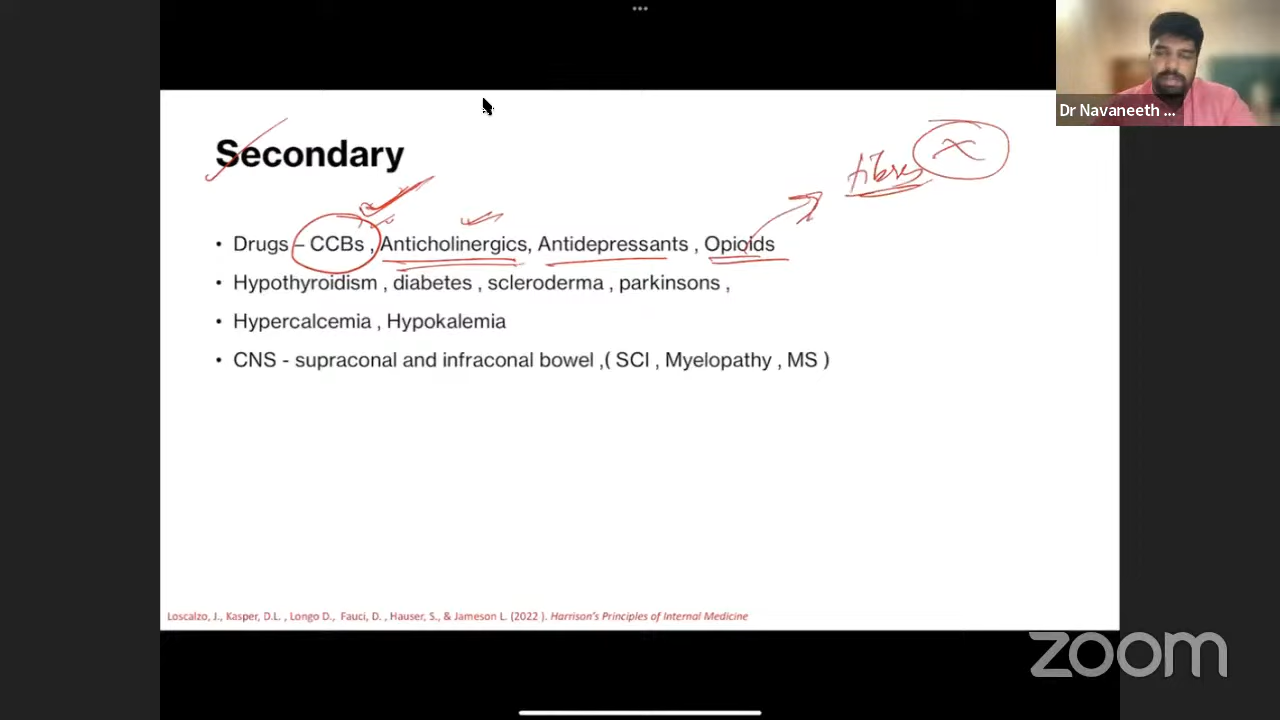 Dr Navaneeth ...
Secondary
fibres X
• Drugs – CCBs , Anticholinergics, Antidepressants , Opioids
• Hypothyroidism , diabetes , scleroderma , parkinsons ,
• Hypercalcemia , Hypokalemia
• CNS - supraconal and infraconal bowel ,( SCI , Myelopathy , MS )
Loscalzo, J., Kasper, D.L. , Longo D., Fauci, D. , Hauser, S., & Jameson L. (2022 ). Harrison's Principles of Internal Medicine
zoom